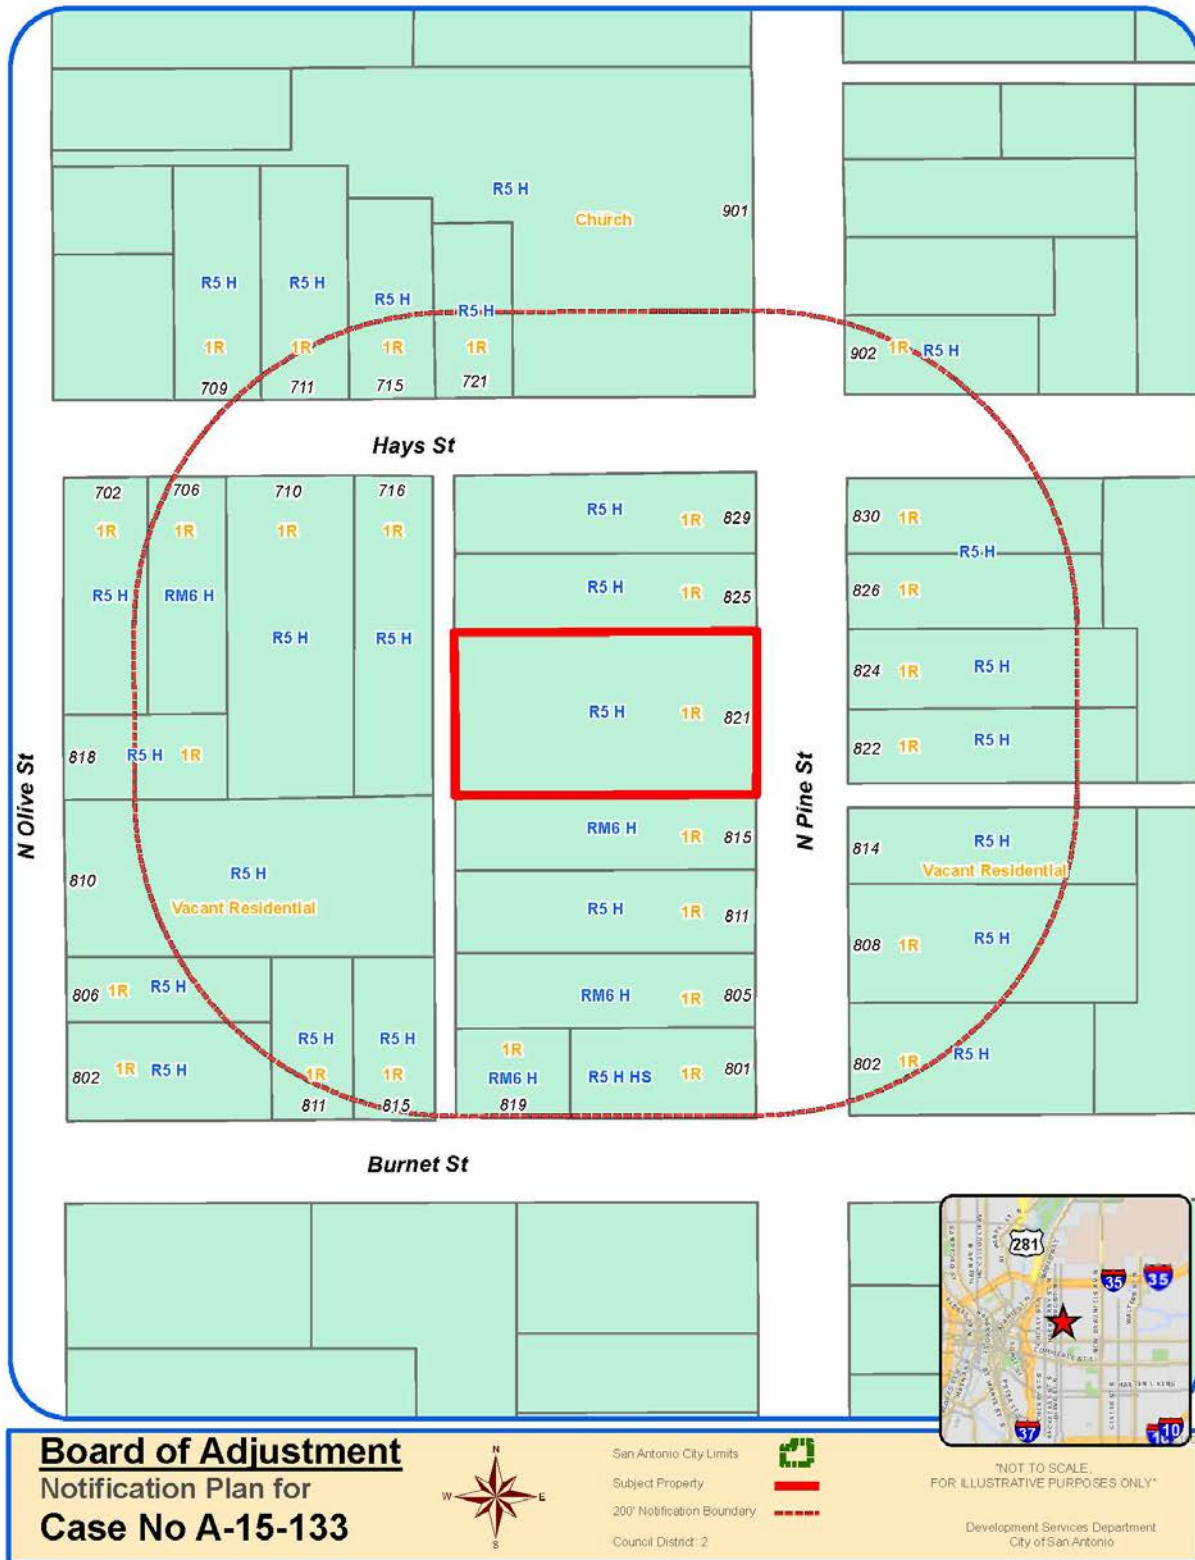 R5 H
Church
901
R5 H
R5 H
R5 H
R5 H
1R
1R
1R
1R
709
711
715
721
902 1R R5 H
Hays St
702
706
710
716
1R
1R
1R
1R
R5 H
RM6 H
R5 H
R5 H
818 R5 H 1R
810
R5 H
Vacant Residential
806 1R R5 H
802 1R R5 H
R5 H
R5 H
1R
1R
811
815
N Olive St
R5 H 1R 829
R5 H 1R 825
R5 H 1R 821
RM6 H 1R 815
R5 H 1R 811
RM6 H 1R 805
1R
RM6 H
819
R5 H HS 1R 801
N Pine St
830 1R
R5 H
826 1R
824 1R R5 H
822 1R R5 H
814 R5 H
Vacant Residential
808 1R R5 H
802 1R R5 H
Burnet St
281
35
35
37
10
Board of Adjustment
Notification Plan for
Case No A-15-133
N
W
E
S
San Antonio City Limits
Subject Property
200' Notification Boundary
Council District: 2
"NOT TO SCALE,
FOR ILLUSTRATIVE PURPOSES ONLY"
Development Services Department
City of San Antonio